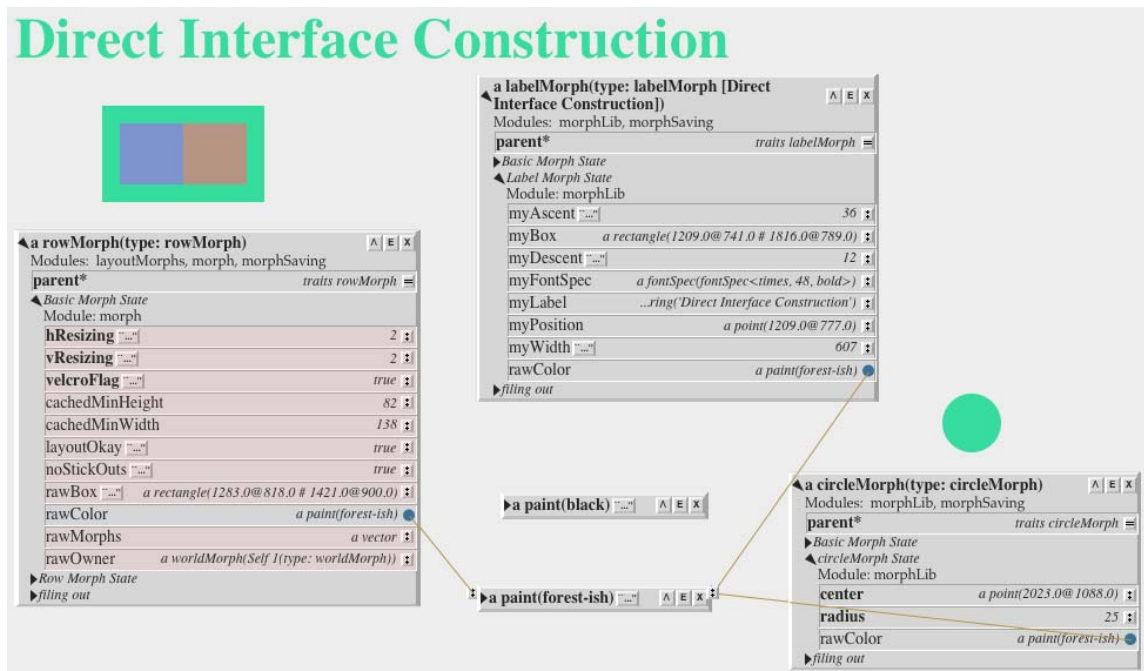 Direct Interface Construction
a labelMorph(type: labelMorph [Direct
Interface Construction])
Λ E X
Modules: morphLib, morphSaving
parent* traits labelMorph =
Basic Morph State
Label Morph State
Module: morphLib
myAscent "..." 36
myBox a rectangle(1209.0@741.0 # 1816.0@789.0)
myDescent "..." 12
myFontSpec a fontSpec(fontSpec<times, 48, bold>)
myLabel ...ring('Direct Interface Construction')
myPosition a point(1209.0@777.0)
myWidth "..." 607
rawColor a paint(forest-ish)
filing out
a rowMorph(type: rowMorph) Λ E X
Modules: layoutMorphs, morph, morphSaving
parent* traits rowMorph =
Basic Morph State
Module: morph
hResizing "..." 2
vResizing "..." 2
velcroFlag "..." true
cachedMinHeight 82
cachedMinWidth 138
layoutOkay "..." true
noStickOuts "..." true
rawBox "..." a rectangle(1283.0@818.0 # 1421.0@900.0)
rawColor a paint(forest-ish)
rawMorphs a vector
rawOwner a worldMorph(Self 1(type: worldMorph))
Row Morph State
filing out
a paint(black) "..." Λ E X
a paint(forest-ish) "..." Λ E X
a circleMorph(type: circleMorph) Λ E X
Modules: morphLib, morphSaving
parent* traits circleMorph =
Basic Morph State
circleMorph State
Module: morphLib
center a point(2023.0@1088.0)
radius 25
rawColor a paint(forest-ish)
filing out